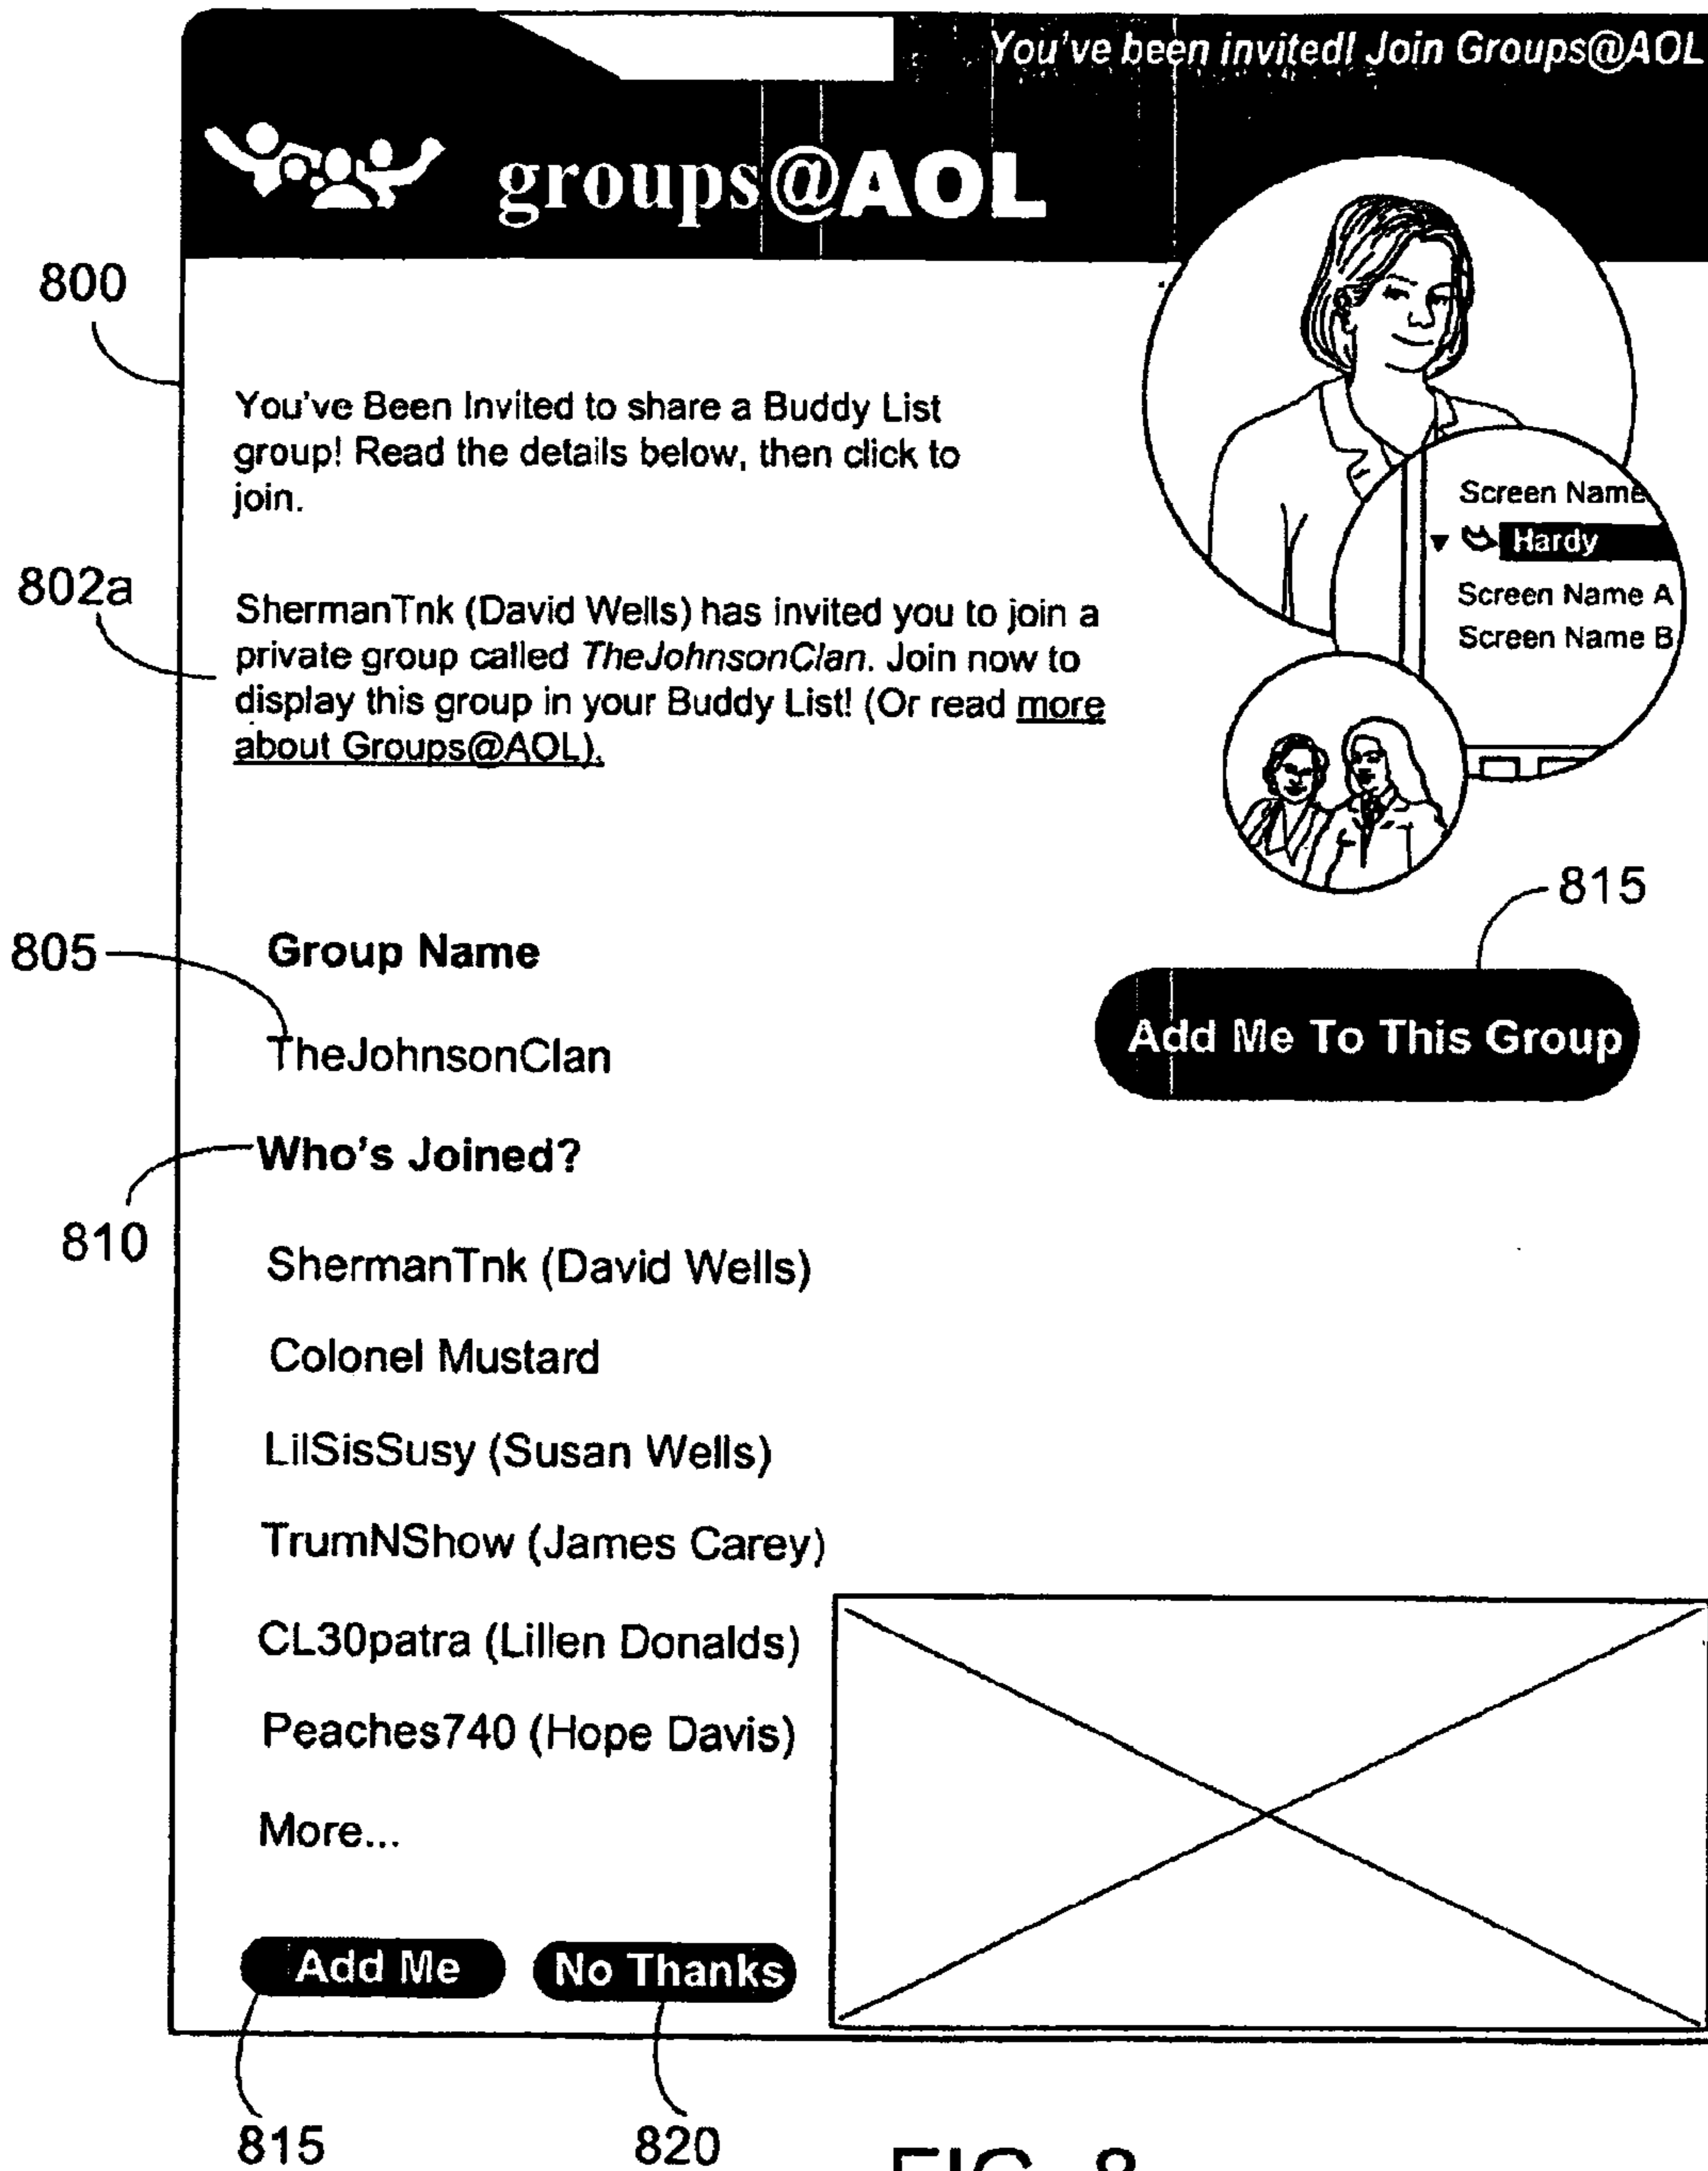 You've been invited! Join Groups@AOL
groups@AOL
800
You've Been Invited to share a Buddy List
group! Read the details below, then click to
join.
Screen Name
Hardy
Screen Name A
Screen Name B
802a
ShermanTnk (David Wells) has invited you to join a
private group called TheJohnsonClan. Join now to
display this group in your Buddy List! (Or read more
about Groups@AOL).
815
805
Group Name
TheJohnsonClan
Add Me To This Group
Who's Joined?
810
ShermanTnk (David Wells)
Colonel Mustard
LilSisSusy (Susan Wells)
TrumNShow (James Carey)
CL30patra (Lillen Donalds)
Peaches740 (Hope Davis)
More...
Add Me
No Thanks
815
820
FIG. 8